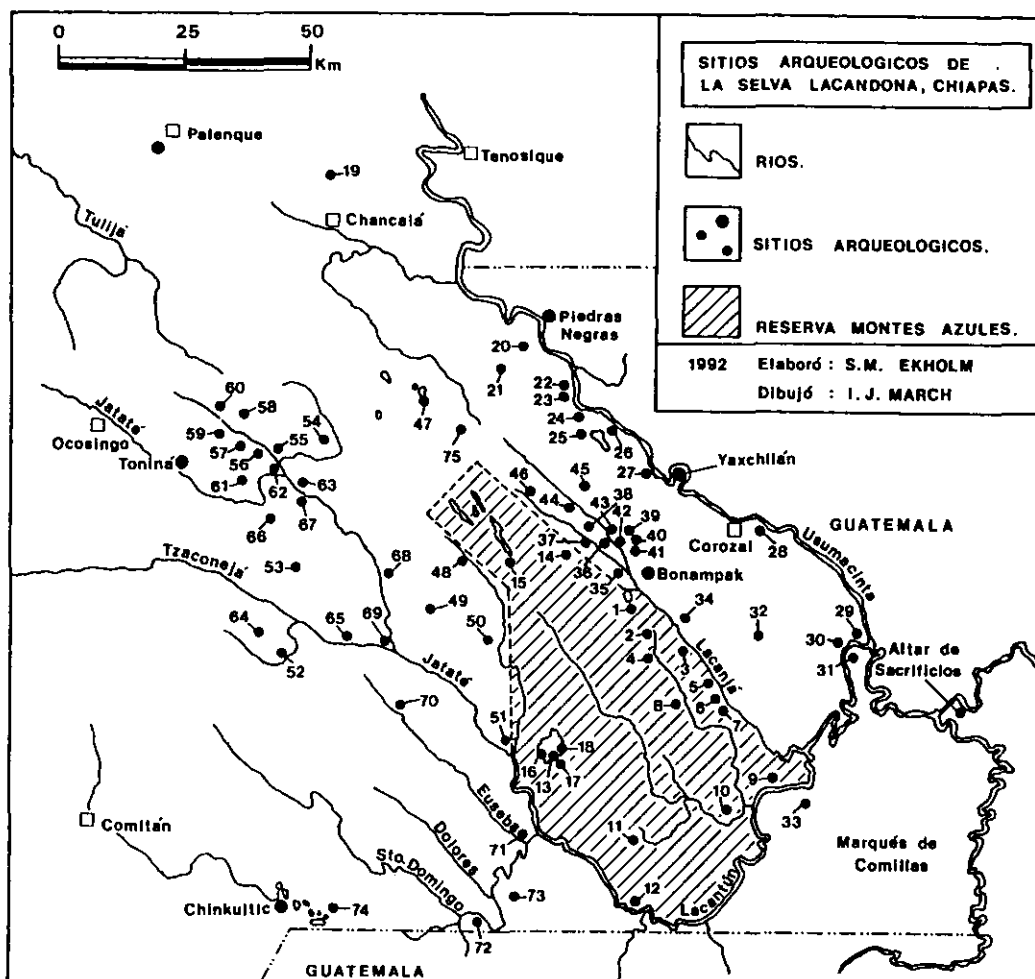 0 25 50
Km
SITIOS ARQUEOLOGICOS DE .
LA SELVA LACANDONA, CHIAPAS.
RIOS.
SITIOS ARQUEOLOGICOS.
RESERVA MONTES AZULES.
1992 Elaboró : S.M. EKHOLM
Dibujó : I. J. MARCH
Palenque
Tenosique
19
Chancalá
Tulijá
Piedras
Negras
20
21
22
23
24
25
26
27
Yaxchilán
47
75
60
58
54
59
55
57
56
Jataté
Ocosingo
Toniná
61
62
63
67
66
46
45
44
43
38
42
39
40
41
37
36
14
35
Bonampak
Corozal
28
GUATEMALA
Usumacinta
Tzaconejá
53
68
48
15
49
50
1
34
2
4
3
32
29
30
31
Altar de
Sacrificios
Lacanjá
64
52
65
69
Jataté
5
6
7
8
70
51
18
16
13
17
9
10
33
Comitán
Euseba
71
Dolores
Sto. Domingo
11
12
Lacantún
Marqués de
Comillas
Chinkultic
74
73
72
GUATEMALA